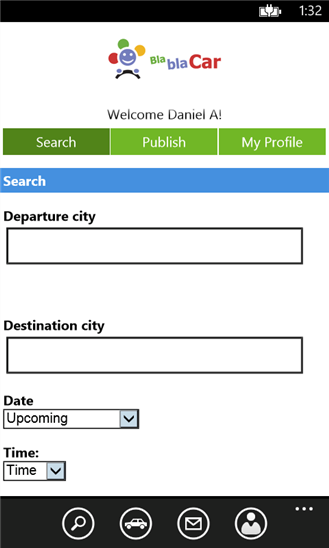 1:32
Bla bla Car
Welcome Daniel A!
Search Publish My Profile
Search
Departure city
Destination city
Date
Upcoming
Time:
Time